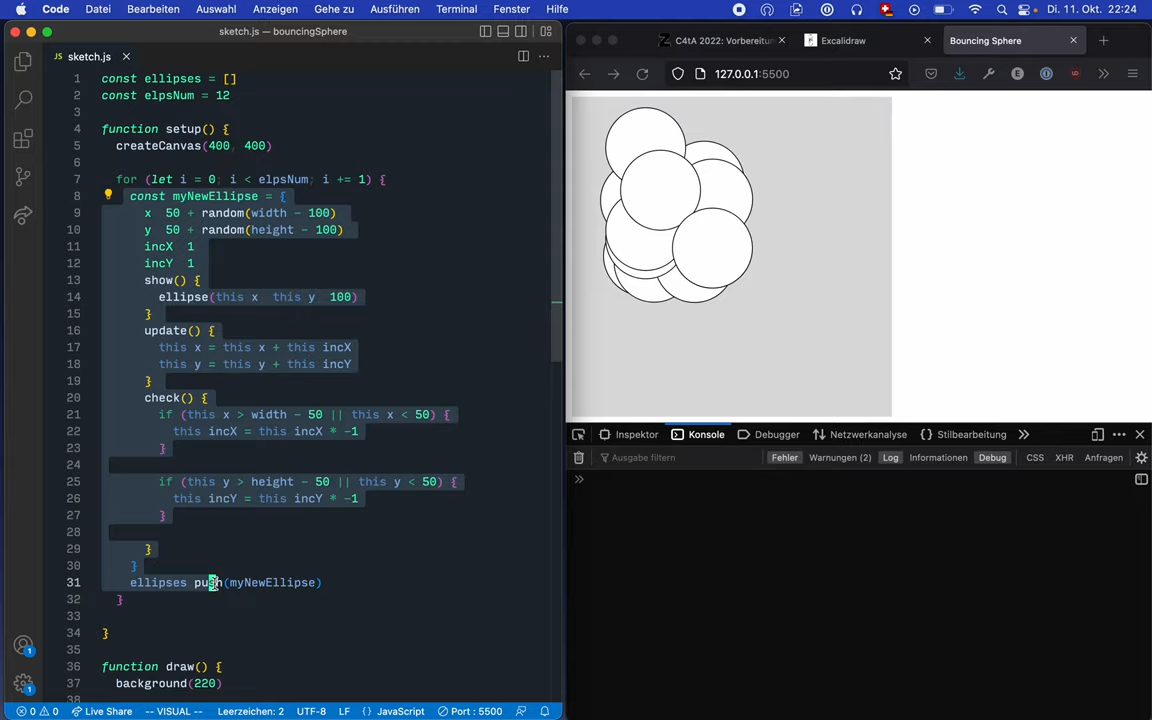 Code Datei Bearbeiten Auswahl Anzeigen Gehe zu Ausführen Terminal Fenster Hilfe Di. 11. Okt. 22:24
sketch.js — bouncingSphere
JS sketch.js
1 const ellipses = []
2 const elpsNum = 12
3
4 function setup() {
5 createCanvas(400, 400)
6
7 for (let i = 0; i < elpsNum; i += 1) {
8 const myNewEllipse = {
9 x 50 + random(width - 100)
10 y 50 + random(height - 100)
11 incX 1
12 incY 1
13 show() {
14 ellipse(this x this y 100)
15 }
16 update() {
17 this x = this x + this incX
18 this y = this y + this incY
19 }
20 check() {
21 if (this x > width - 50 || this x < 50) {
22 this incX = this incX * -1
23 }
24
25 if (this y > height - 50 || this y < 50) {
26 this incY = this incY * -1
27 }
28
29 }
30 }
31 ellipses push(myNewEllipse)
32 }
33
34 }
35
36 function draw() {
37 background(220)
38
0 0 Live Share -- VISUAL -- Leerzeichen: 2 UTF-8 LF { } JavaScript Port : 5500
C4tA 2022: Vorbereitun Excalidraw Bouncing Sphere
127.0.0.1:5500
Inspektor Konsole Debugger Netzwerkanalyse Stilbearbeitung
Ausgabe filtern Fehler Warnungen (2) Log Informationen Debug CSS XHR Anfragen